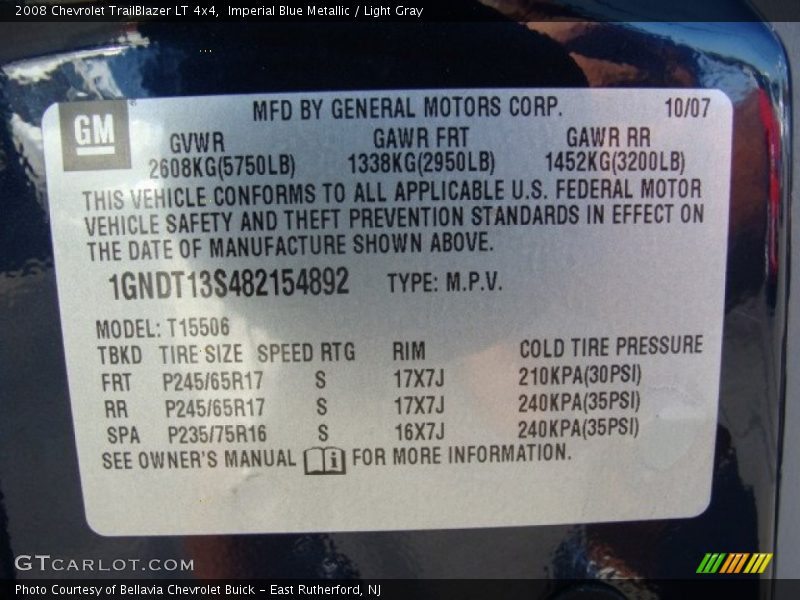 2008 Chevrolet TrailBlazer LT 4x4,  Imperial Blue Metallic / Light Gray
GM MFD BY GENERAL MOTORS CORP. 10/07
GVWR GAWR FRT GAWR RR
2608KG(5750LB) 1338KG(2950LB) 1452KG(3200LB)
THIS VEHICLE CONFORMS TO ALL APPLICABLE U.S. FEDERAL MOTOR
VEHICLE SAFETY AND THEFT PREVENTION STANDARDS IN EFFECT ON
THE DATE OF MANUFACTURE SHOWN ABOVE.
1GNDT13S482154892 TYPE: M.P.V.
MODEL: T15506
TBKD TIRE SIZE SPEED RTG RIM COLD TIRE PRESSURE
FRT P245/65R17 S 17X7J 210KPA(30PSI)
RR P245/65R17 S 17X7J 240KPA(35PSI)
SPA P235/75R16 S 16X7J 240KPA(35PSI)
SEE OWNER'S MANUAL FOR MORE INFORMATION.
GTCARLOT.COM
Photo Courtesy of Bellavia Chevrolet Buick - East Rutherford, NJ